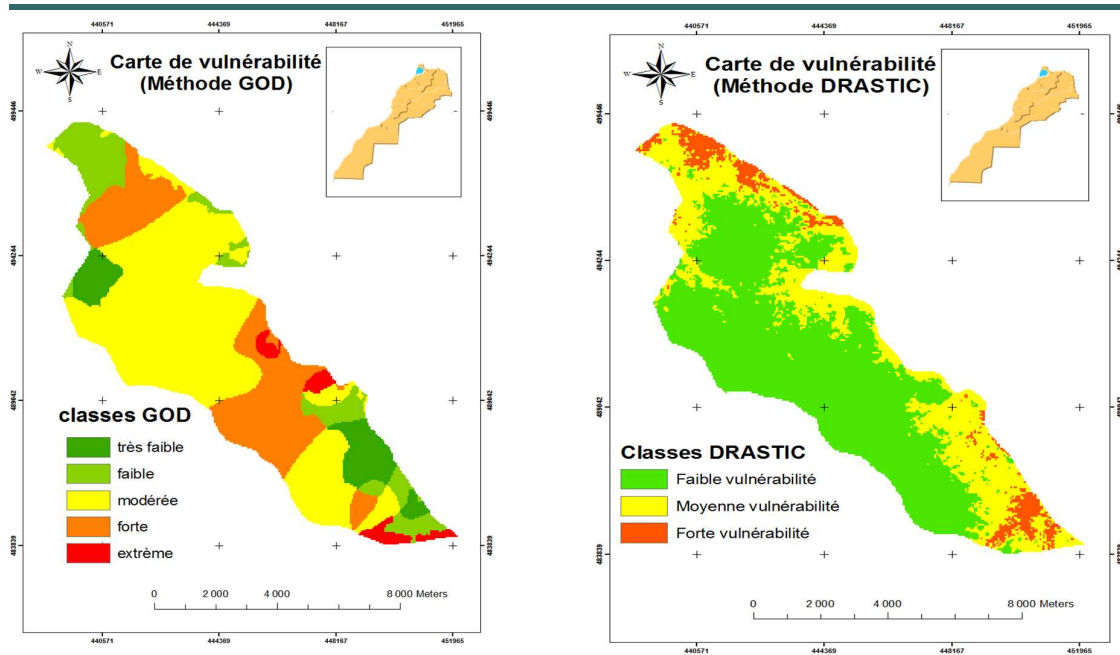 440571 444369 448167 451965
Carte de vulnérabilité
(Méthode GOD)
N
W E
S
499446
494244
489042
483839
classes GOD
très faible
faible
modérée
forte
extrème
0 2 000 4 000 8 000 Meters
440571 444369 448167 451965
440571 444369 448167 451965
Carte de vulnérabilité
(Méthode DRASTIC)
N
W E
S
499446
494244
489042
483839
Classes DRASTIC
Faible vulnérabilité
Moyenne vulnérabilité
Forte vulnérabilité
0 2 000 4 000 8 000 Meters
440571 444369 448167 451965